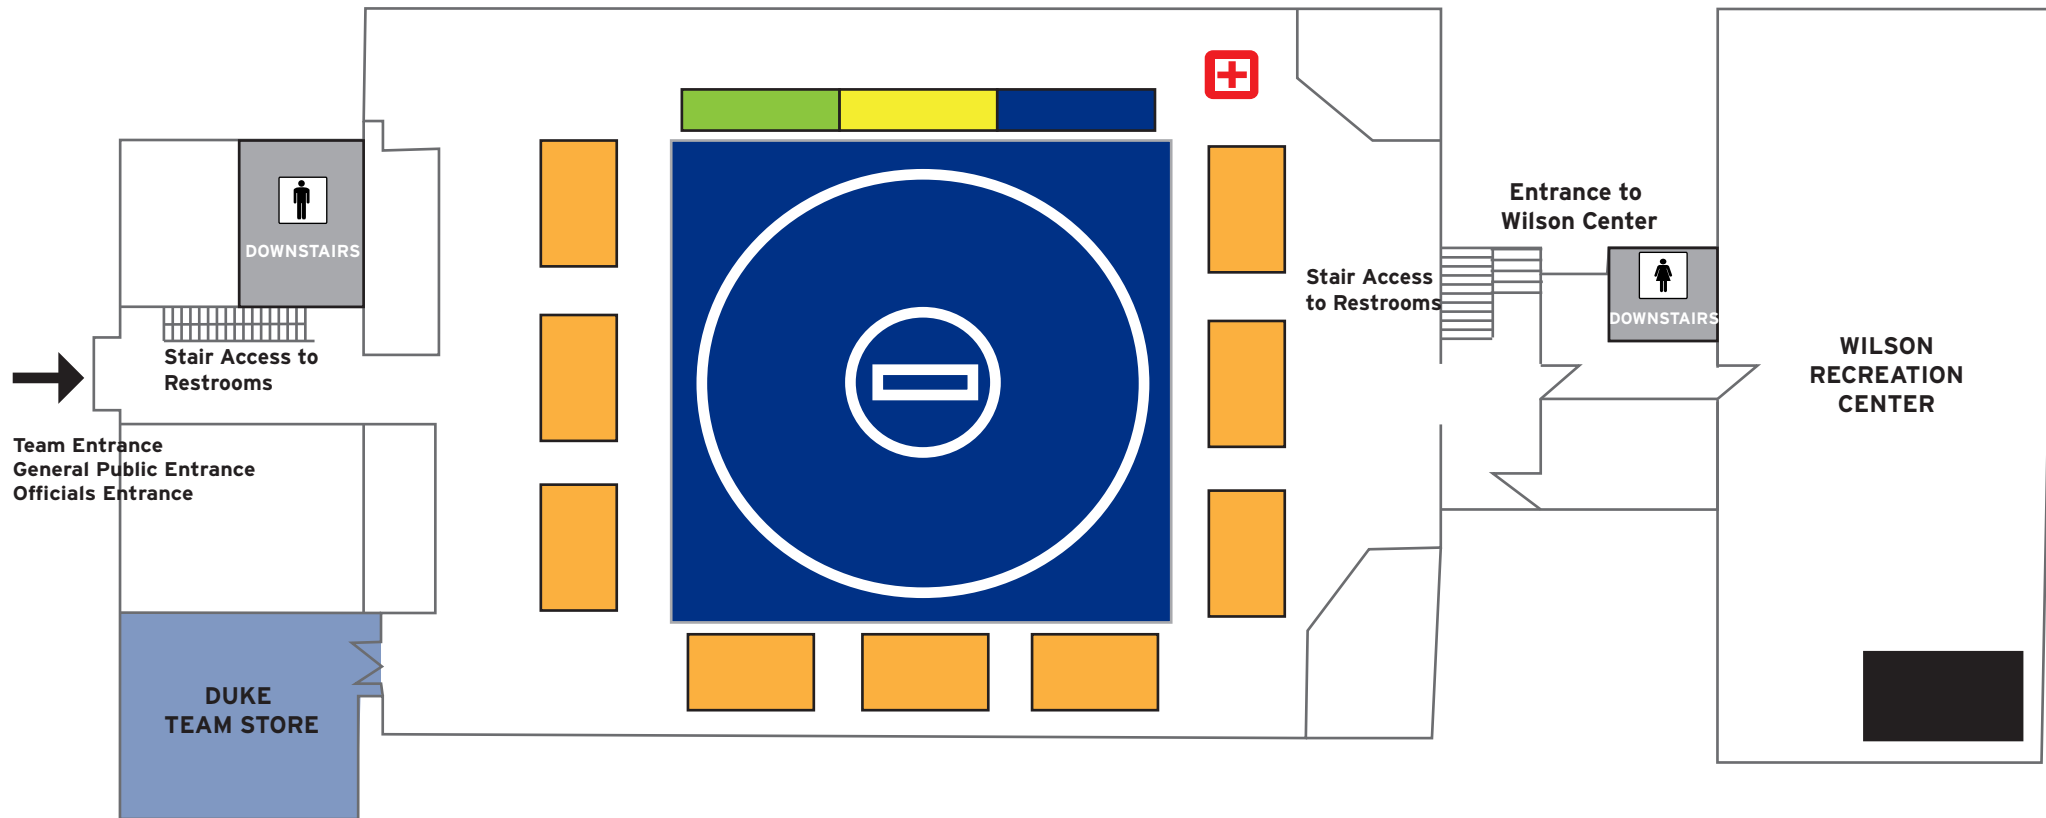 DOWNSTAIRS
Stair Access to
Restrooms
Team Entrance
General Public Entrance
Officials Entrance
DUKE
TEAM STORE
Stair Access
to Restrooms
Entrance to
Wilson Center
DOWNSTAIRS
WILSON
RECREATION
CENTER